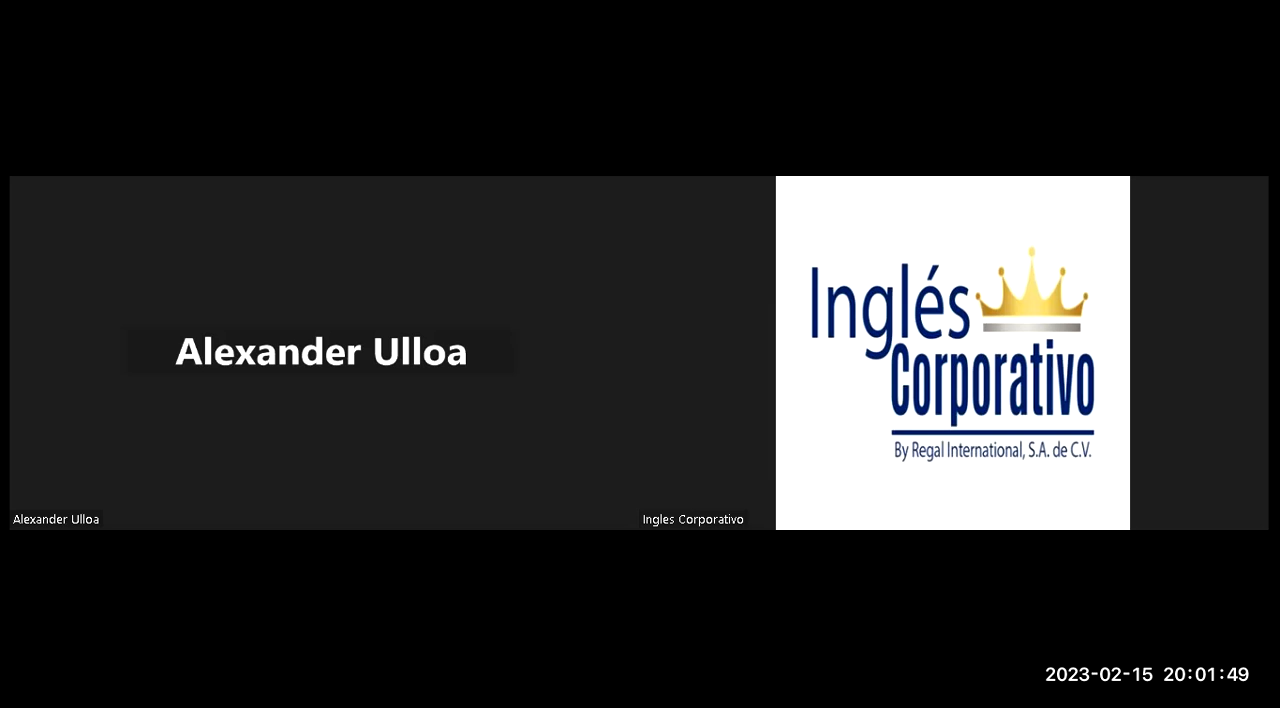 Alexander Ulloa
Alexander Ulloa
Inglés
Corporativo
By Regal International, S.A. de C.V.
Ingles Corporativo
2023-02-15 20:01:49